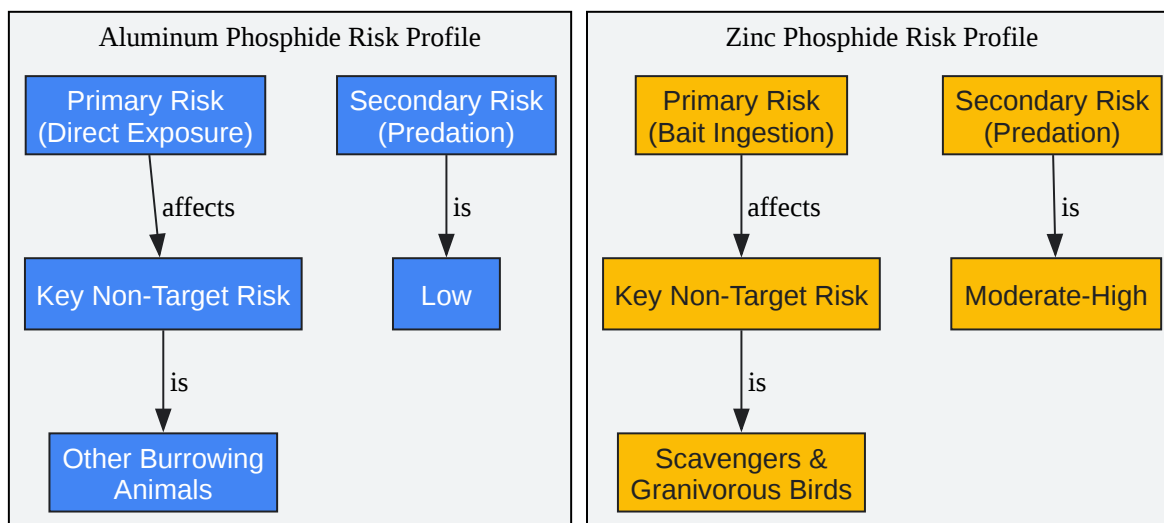 Aluminum Phosphide Risk Profile
Primary Risk
(Direct Exposure)
Secondary Risk
(Predation)
affects
is
Key Non-Target Risk
Low
is
Other Burrowing
Animals
Zinc Phosphide Risk Profile
Primary Risk
(Bait Ingestion)
Secondary Risk
(Predation)
affects
is
Key Non-Target Risk
Moderate-High
is
Scavengers &
Granivorous Birds